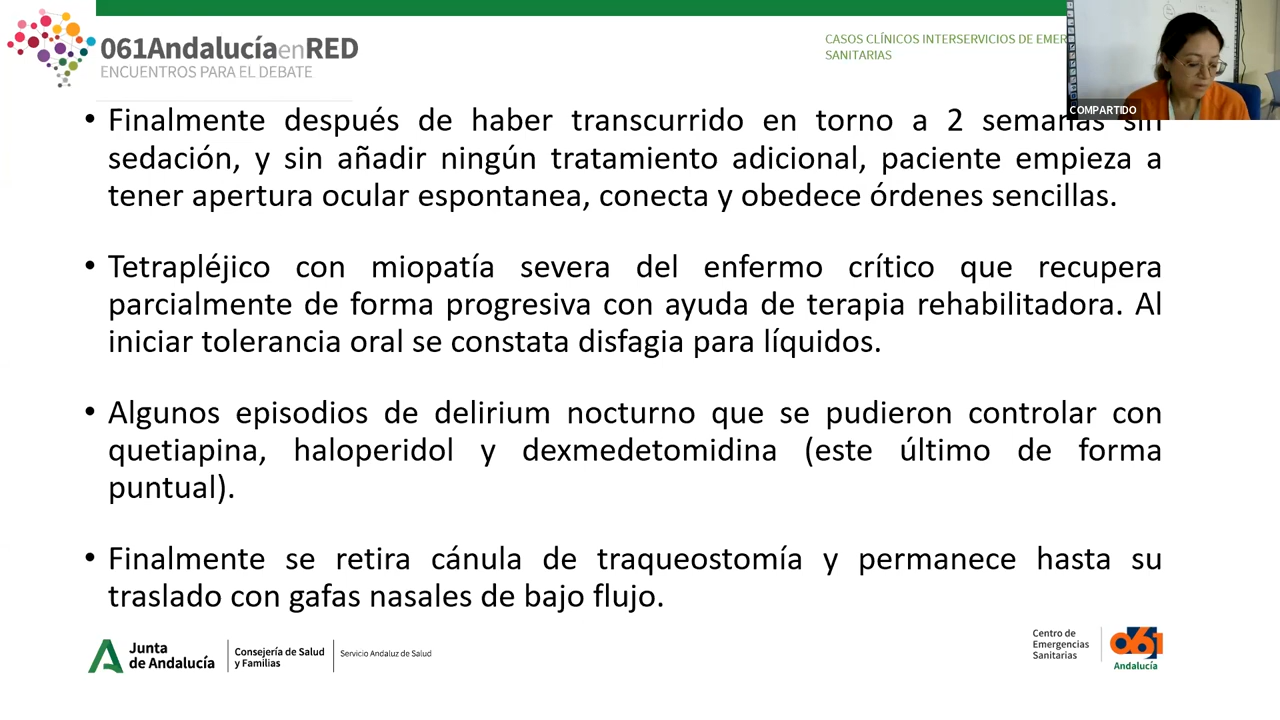 061AndalucíaenRED
ENCUENTROS PARA EL DEBATE
CASOS CLÍNICOS INTERSERVICIOS DE EMER
SANITARIAS
COMPARTIDO
• Finalmente después de haber transcurrido en torno a 2 semanas sin
sedación, y sin añadir ningún tratamiento adicional, paciente empieza a
tener apertura ocular espontanea, conecta y obedece órdenes sencillas.
• Tetrapléjico con miopatía severa del enfermo crítico que recupera
parcialmente de forma progresiva con ayuda de terapia rehabilitadora. Al
iniciar tolerancia oral se constata disfagia para líquidos.
• Algunos episodios de delirium nocturno que se pudieron controlar con
quetiapina, haloperidol y dexmedetomidina (este último de forma
puntual).
• Finalmente se retira cánula de traqueostomía y permanece hasta su
traslado con gafas nasales de bajo flujo.
Junta
de Andalucía
Consejería de Salud
y Familias
Servicio Andaluz de Salud
Centro de
Emergencias
Sanitarias
061
Andalucía